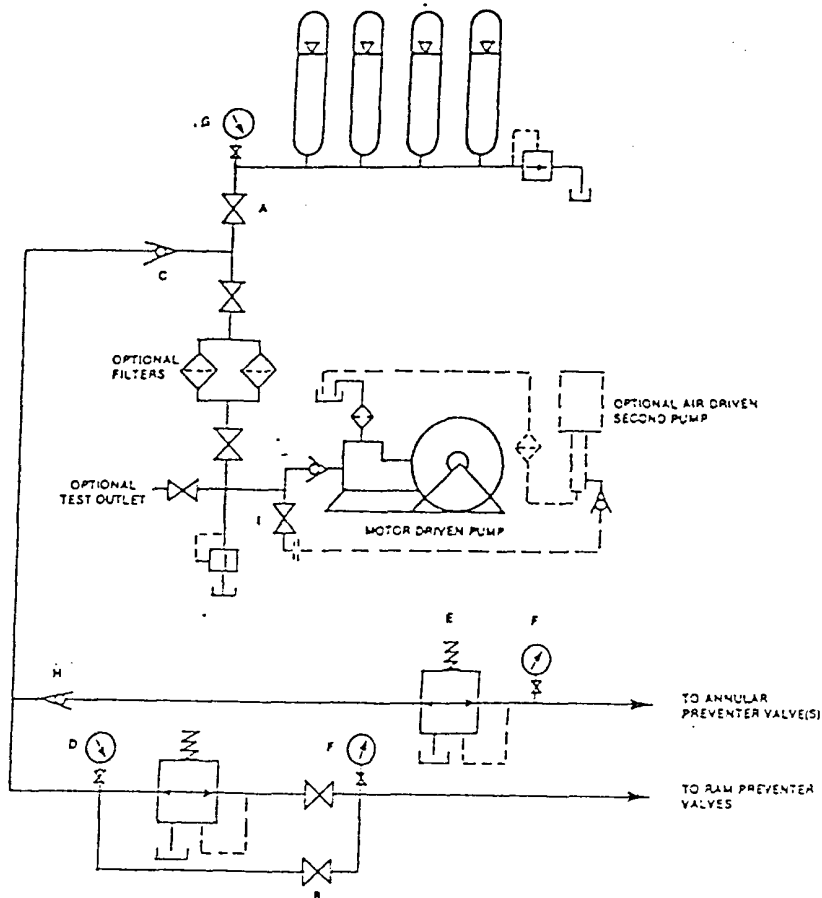 G
A
C
OPTIONAL
FILTERS
OPTIONAL AIR DRIVEN
SECOND PUMP
OPTIONAL
TEST OUTLET
I
MOTOR DRIVEN PUMP
E
F
H
TO ANNULAR
PREVENTER VALVE(S)
D
F
TO RAM PREVENTER
VALVES
B